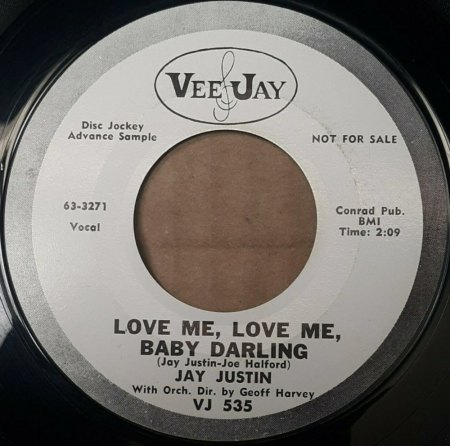 VEE JAY
Disc Jockey
Advance Sample
NOT FOR SALE
63-3271
Vocal
Conrad Pub.
BMI
Time: 2:09
LOVE ME, LOVE ME,
BABY DARLING
(Jay Justin-Joe Halford)
JAY JUSTIN
With Orch. Dir. by Geoff Harvey
VJ 535